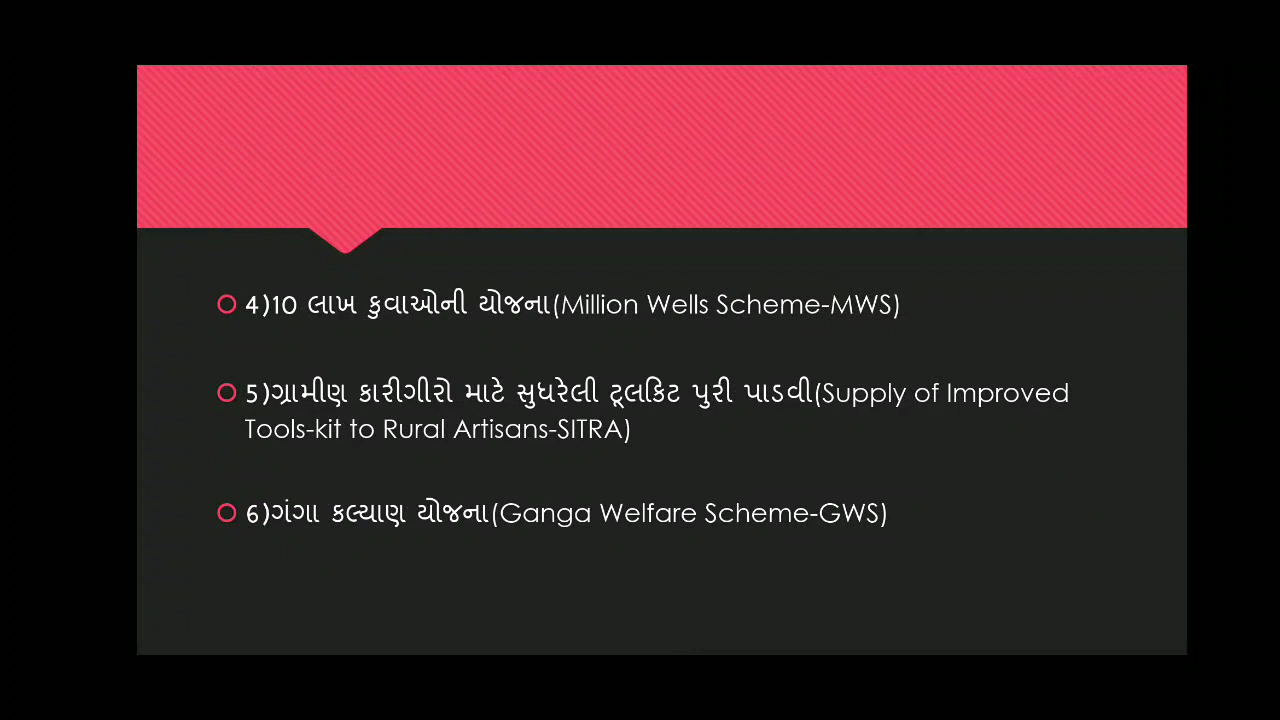 4)10 લાખ કુવાઓની યોજના(Million Wells Scheme-MWS)
5)ગ્રામીણ કારીગીરો માટે સુધરેલી ટૂલકિટ પુરી પાડવી(Supply of Improved
Tools-kit to Rural Artisans-SITRA)
6)ગંગા કલ્યાણ યોજના(Ganga Welfare Scheme-GWS)